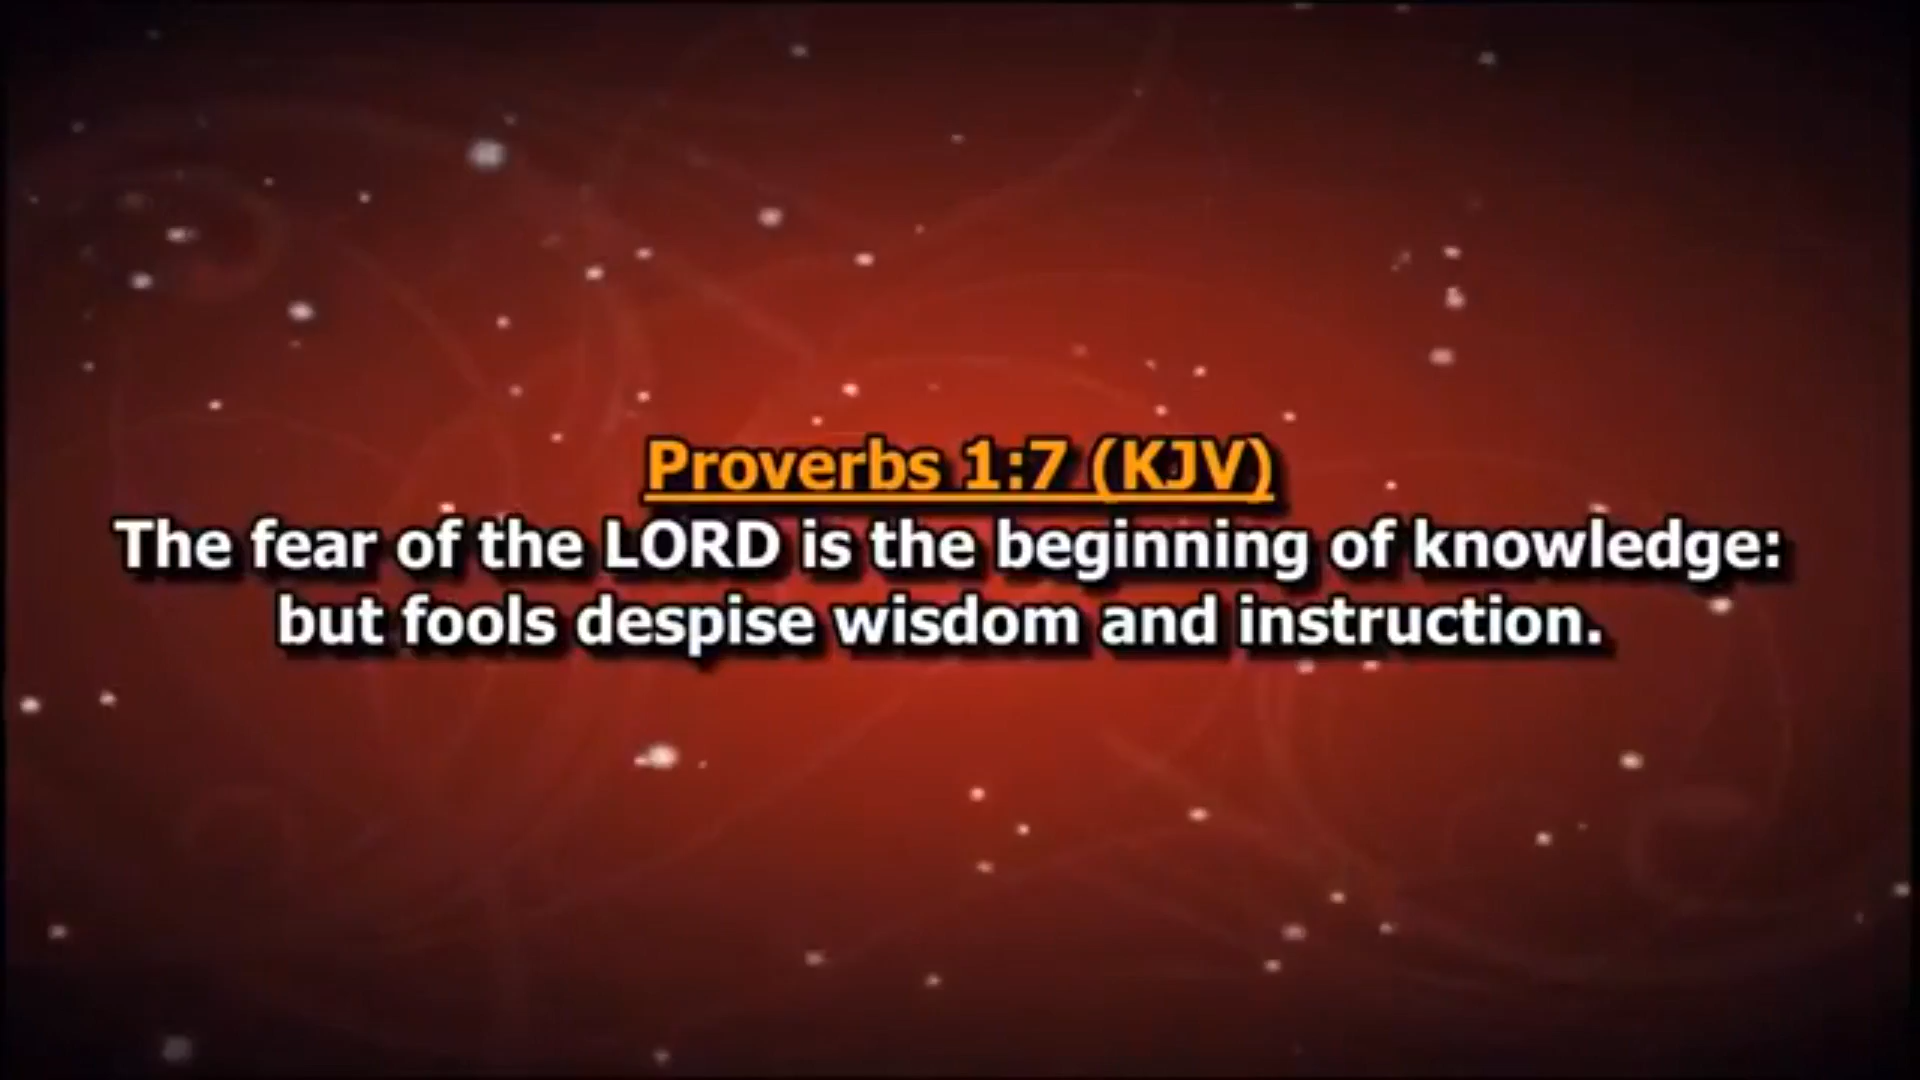 Proverbs 1:7 (KJV)
The fear of the LORD is the beginning of knowledge:
but fools despise wisdom and instruction.